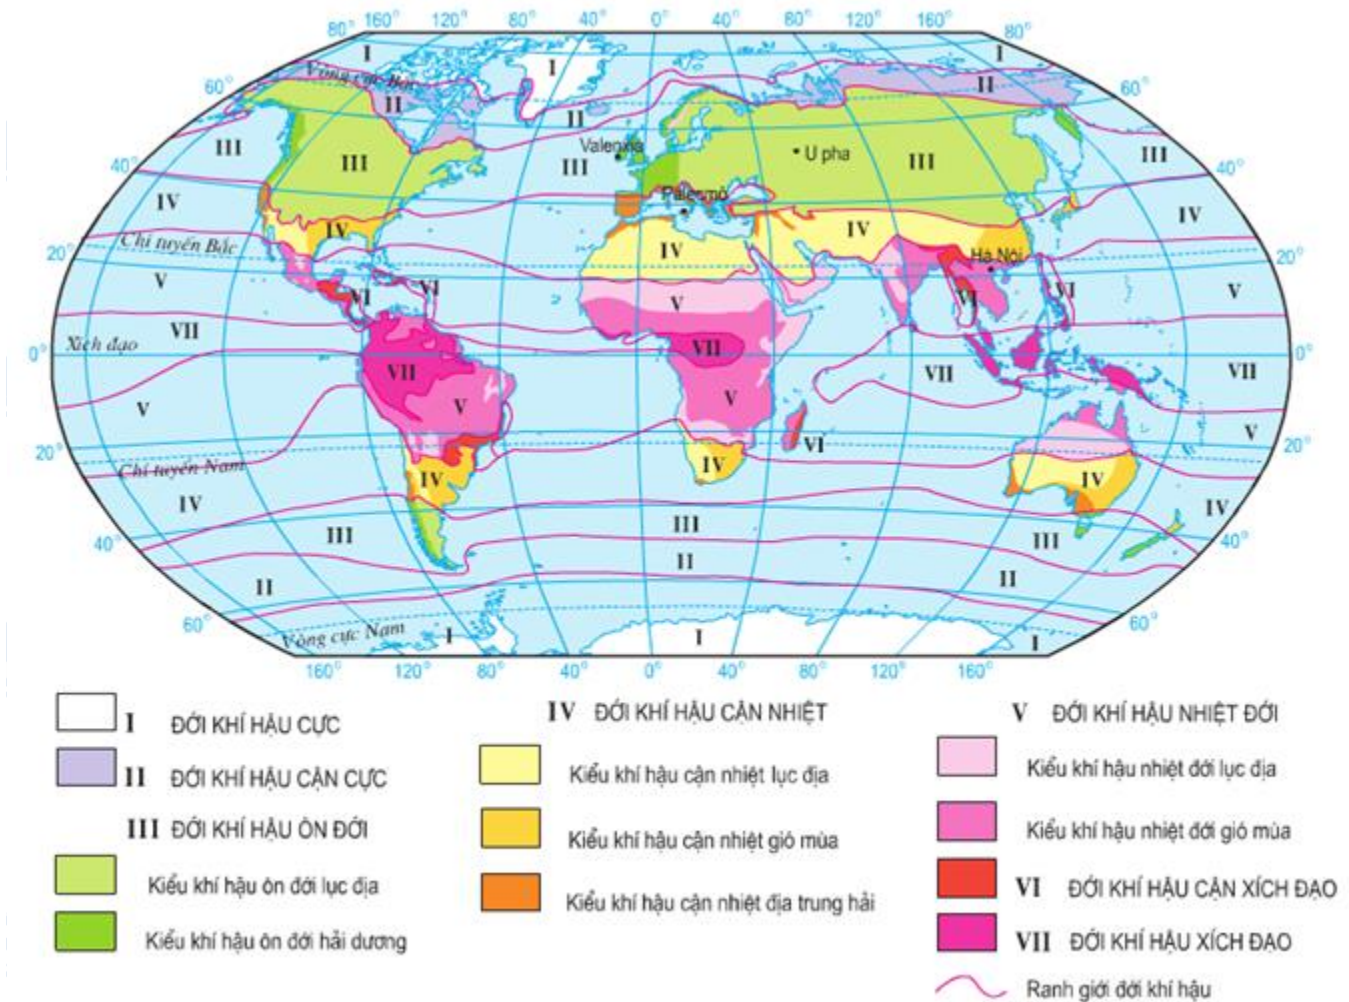 160° 120° 80° 40° 0° 40° 80° 120° 160°
80° 80°
I I I
Vòng cực Bắc
60° II II II 60°
III Valenxia III III U pha III III
40° 40°
IV Palecmô IV
IV IV IV
Chí tuyến Bắc Hà Nội
20° 20°
V VI VI V VI VI V
VII
Xích đạo
0° VII VII VII VII 0°
V V V V
20° VI 20°
Chí tuyến Nam
IV IV IV IV IV
40° III III III 40°
II II II
60° 60°
Vòng cực Nam I I I
160° 120° 80° 40° 0° 40° 80° 120° 160°
I ĐỚI KHÍ HẬU CỰC
II ĐỚI KHÍ HẬU CẬN CỰC
III ĐỚI KHÍ HẬU ÔN ĐỚI
Kiểu khí hậu ôn đới lục địa
Kiểu khí hậu ôn đới hải dương
IV ĐỚI KHÍ HẬU CẬN NHIỆT
Kiểu khí hậu cận nhiệt lục địa
Kiểu khí hậu cận nhiệt gió mùa
Kiểu khí hậu cận nhiệt địa trung hải
V ĐỚI KHÍ HẬU NHIỆT ĐỚI
Kiểu khí hậu nhiệt đới lục địa
Kiểu khí hậu nhiệt đới gió mùa
VI ĐỚI KHÍ HẬU CẬN XÍCH ĐẠO
VII ĐỚI KHÍ HẬU XÍCH ĐẠO
Ranh giới đới khí hậu